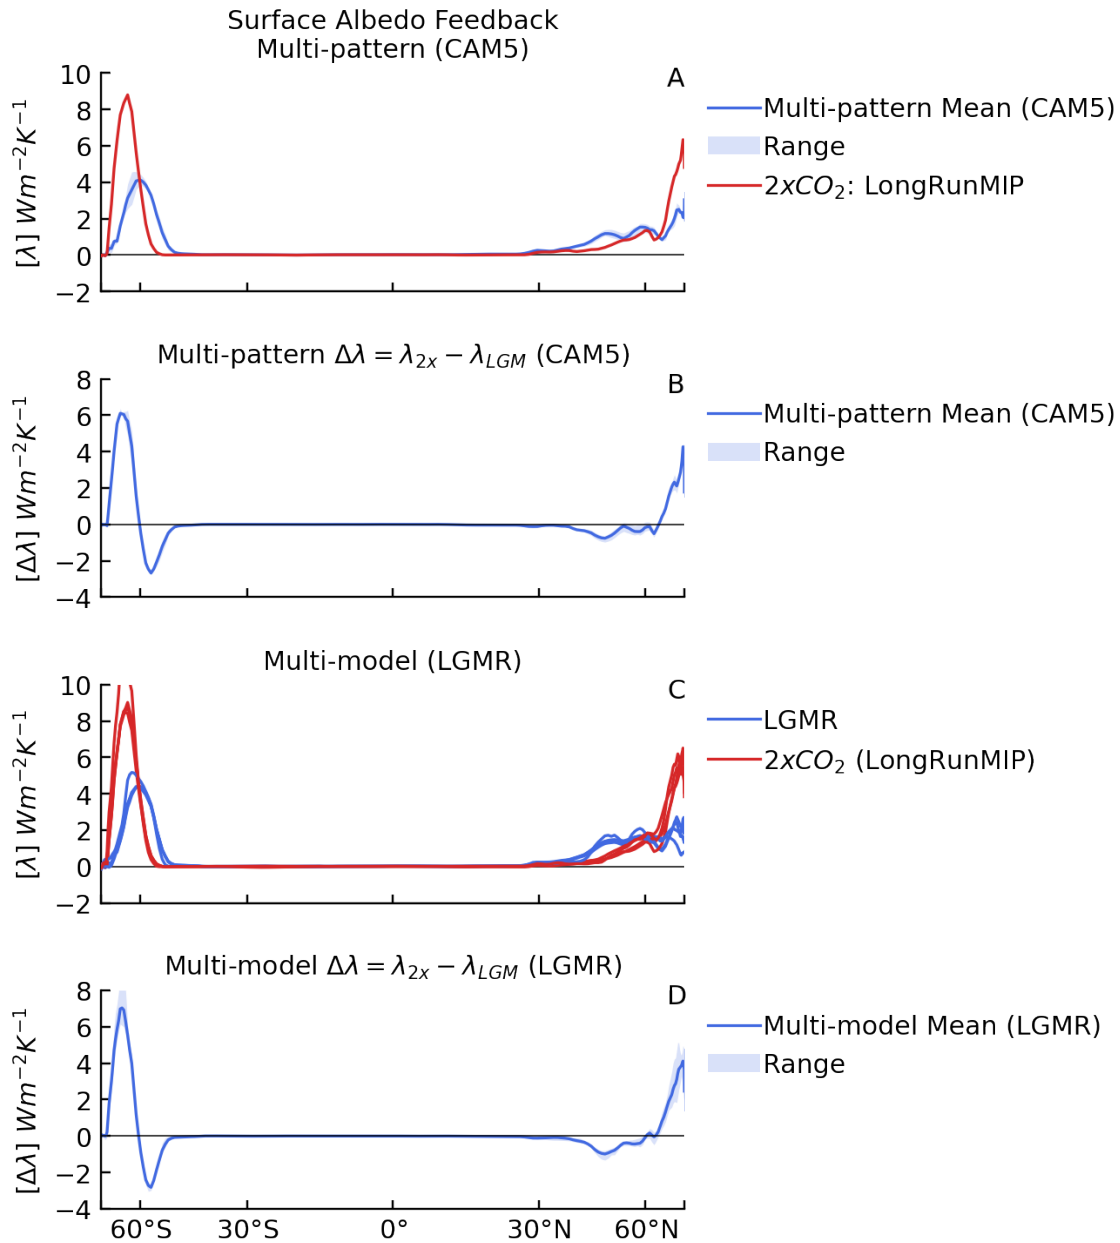 Surface Albedo Feedback
Multi-pattern (CAM5)
A
[λ] Wm⁻²K⁻¹
10
8
6
4
2
0
−2
Multi-pattern Mean (CAM5)
Range
2xCO₂: LongRunMIP
Multi-pattern Δλ = λ₂ₓ − λ_LGM (CAM5)
B
[Δλ] Wm⁻²K⁻¹
8
6
4
2
0
−2
−4
Multi-pattern Mean (CAM5)
Range
Multi-model (LGMR)
C
[λ] Wm⁻²K⁻¹
10
8
6
4
2
0
−2
LGMR
2xCO₂ (LongRunMIP)
Multi-model Δλ = λ₂ₓ − λ_LGM (LGMR)
D
[Δλ] Wm⁻²K⁻¹
8
6
4
2
0
−2
−4
Multi-model Mean (LGMR)
Range
60°S 30°S 0° 30°N 60°N